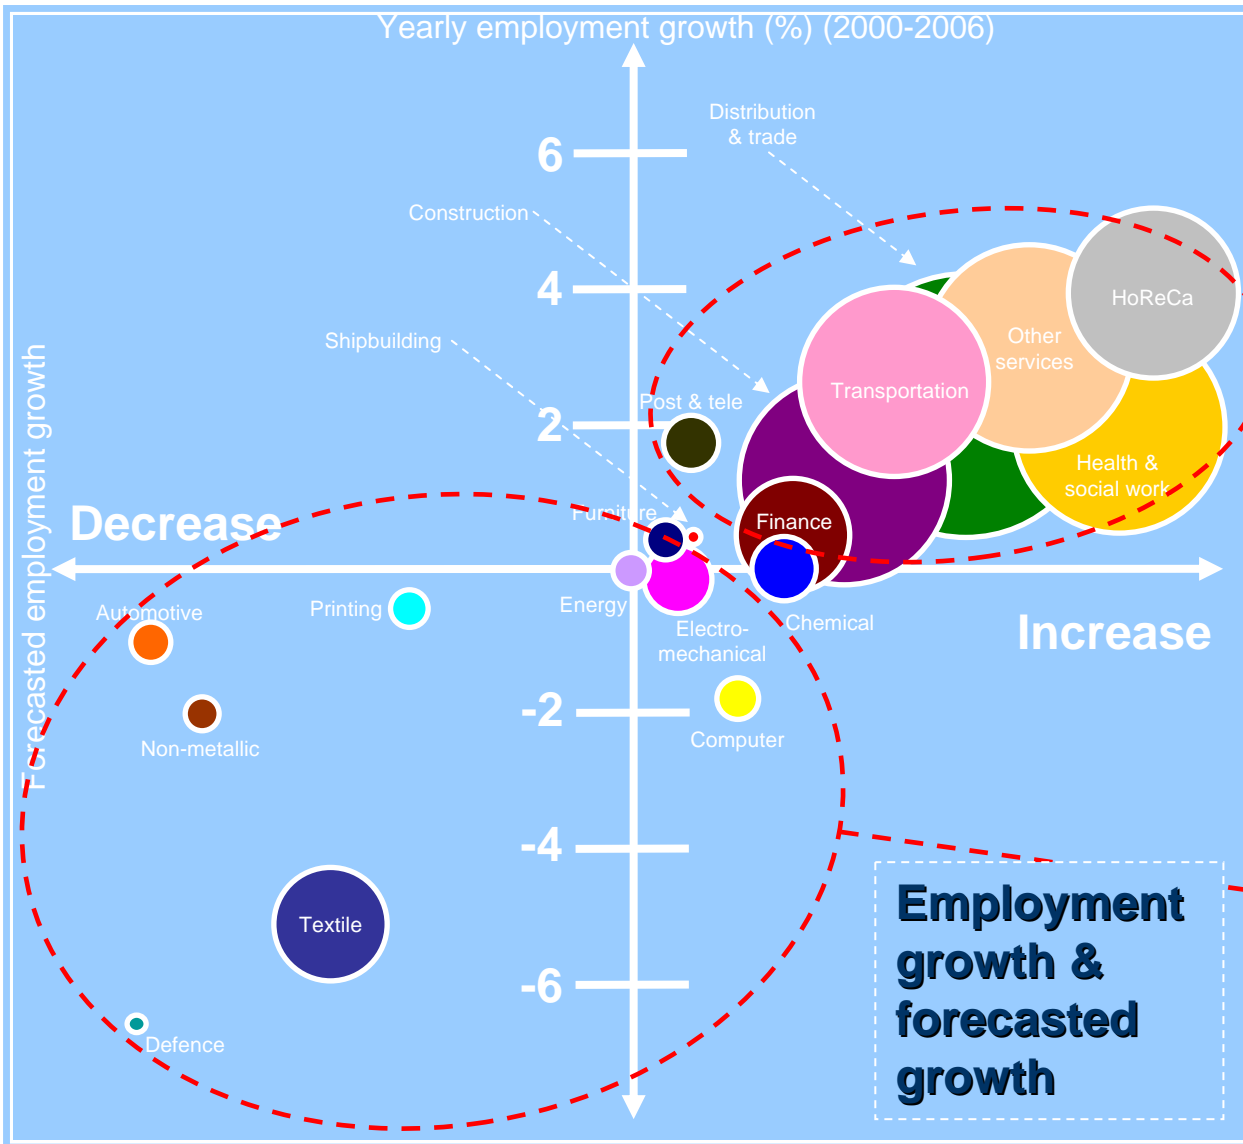 Yearly employment growth (%) (2000-2006)
Distribution
& trade
6
Construction
4
HoReCa
Shipbuilding
Other
services
Transportation
Post & tele
2
Health &
social work
Forecasted employment growth
Decrease
Furniture
Finance
Energy
Automotive
Printing
Electro-
mechanical
Chemical
Increase
-2
Non-metallic
Computer
-4
Textile
-6
Defence
Employment
growth &
forecasted
growth